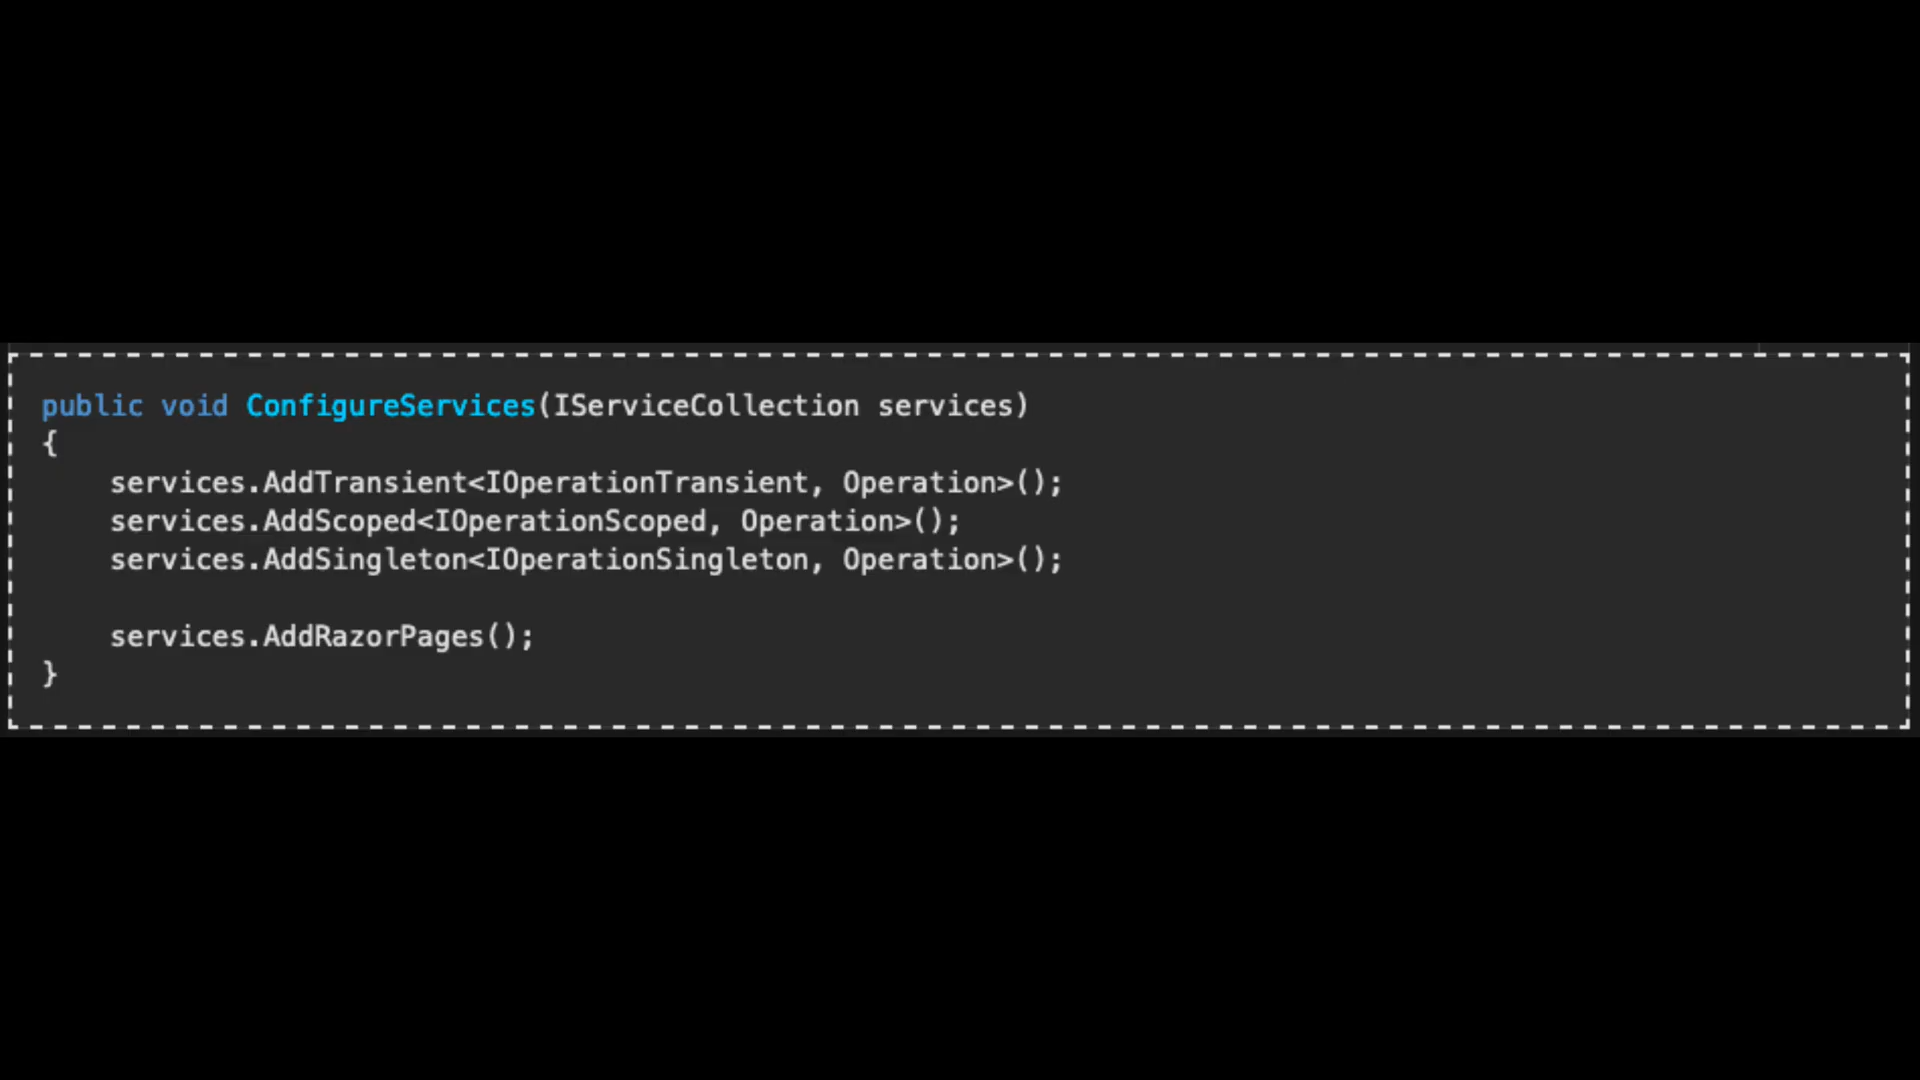 public void ConfigureServices(IServiceCollection services)
{
    services.AddTransient<IOperationTransient, Operation>();
    services.AddScoped<IOperationScoped, Operation>();
    services.AddSingleton<IOperationSingleton, Operation>();

    services.AddRazorPages();
}